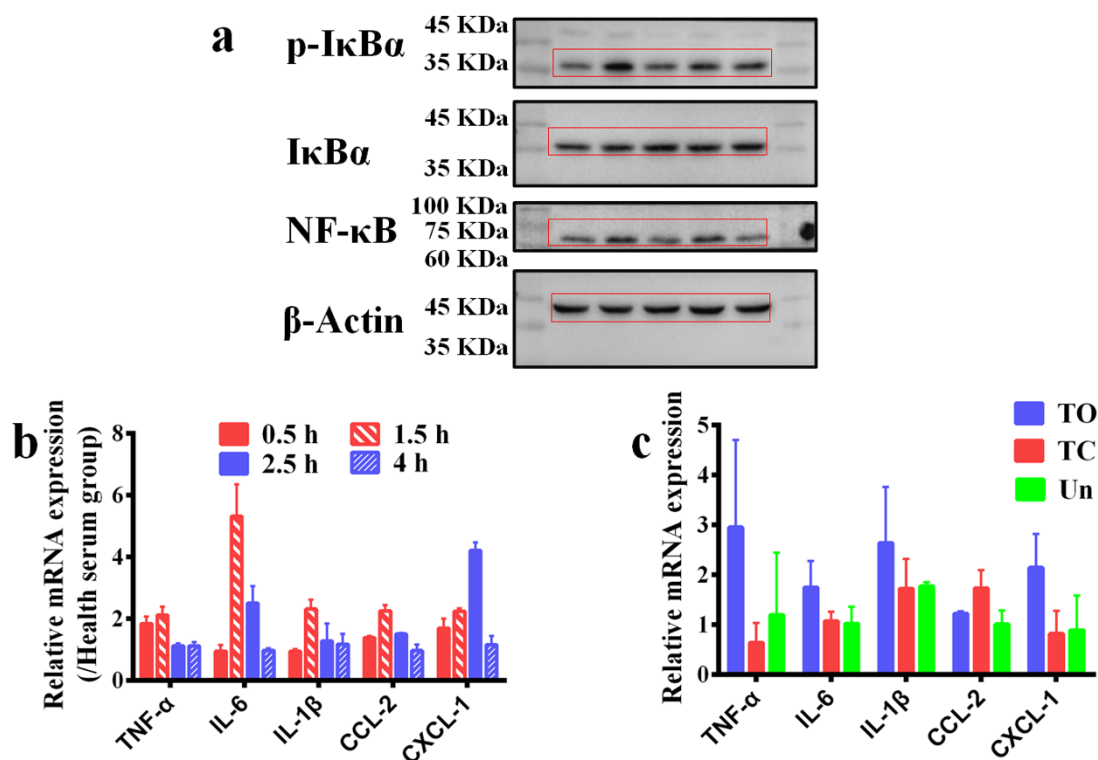 a
p-IκBα
45 KDa
35 KDa
IκBα
45 KDa
35 KDa
NF-κB
100 KDa
75 KDa
60 KDa
β-Actin
45 KDa
35 KDa
b
Relative mRNA expression
(/Health serum group)
8
6
4
2
0
0.5 h
1.5 h
2.5 h
4 h
TNF-α
IL-6
IL-1β
CCL-2
CXCL-1
c
Relative mRNA expression
5
4
3
2
1
0
TO
TC
Un
TNF-α
IL-6
IL-1β
CCL-2
CXCL-1